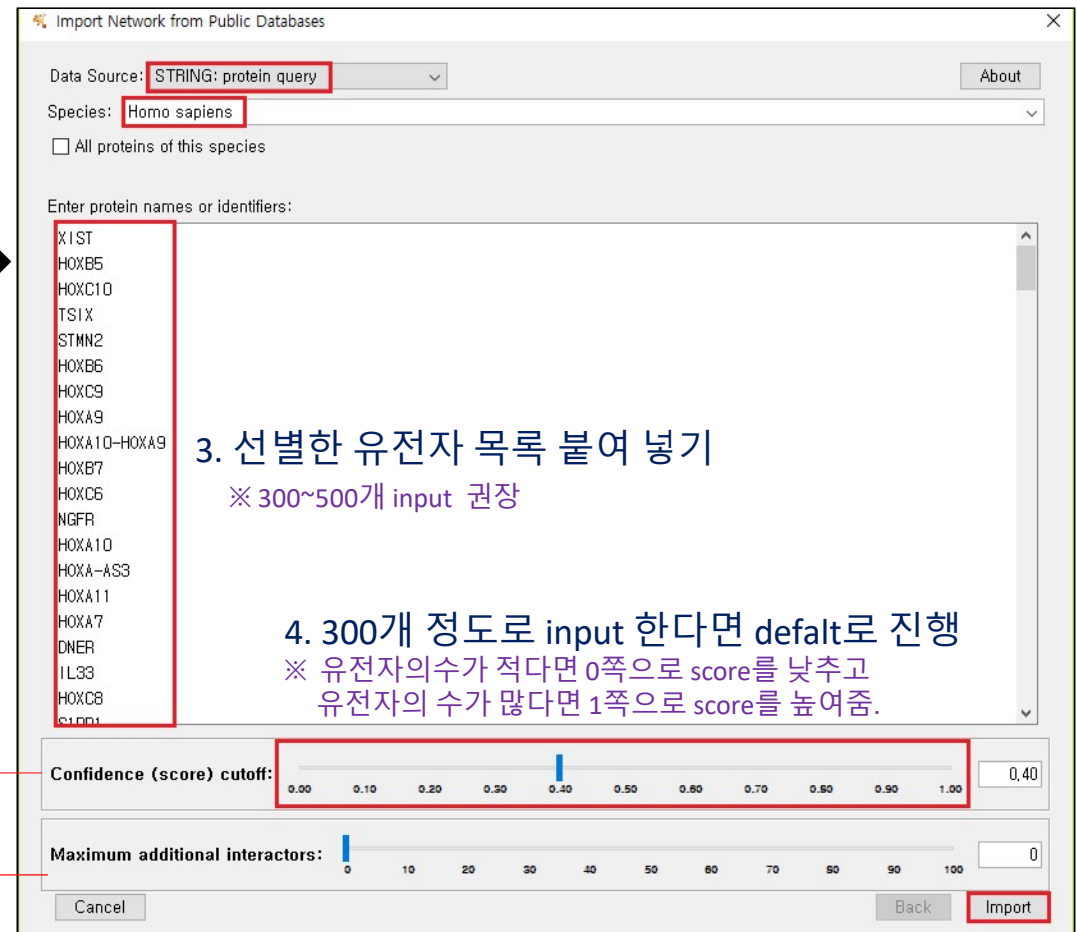 Import Network from Public Databases
Data Source: STRING: protein query
About
Species: Homo sapiens
All proteins of this species
Enter protein names or identifiers:
XIST
HOXB5
HOXC10
TSIX
STMN2
HOXB6
HOXC9
HOXA9
HOXA10-HOXA9
HOXB7
HOXC6
NGFR
HOXA10
HOXA-AS3
HOXA11
HOXA7
DNER
IL33
HOXC8
S1PR1
3. 선별한 유전자 목록 붙여 넣기
※ 300~500개 input 권장
4. 300개 정도로 input 한다면 defalt로 진행
※ 유전자의수가 적다면 0쪽으로 score를 낮추고
유전자의 수가 많다면 1쪽으로 score를 높여줌.
Confidence (score) cutoff:
0.00 0.10 0.20 0.30 0.40 0.50 0.60 0.70 0.80 0.90 1.00
0.40
Maximum additional interactors:
0 10 20 30 40 50 60 70 80 90 100
0
Cancel
Back
Import